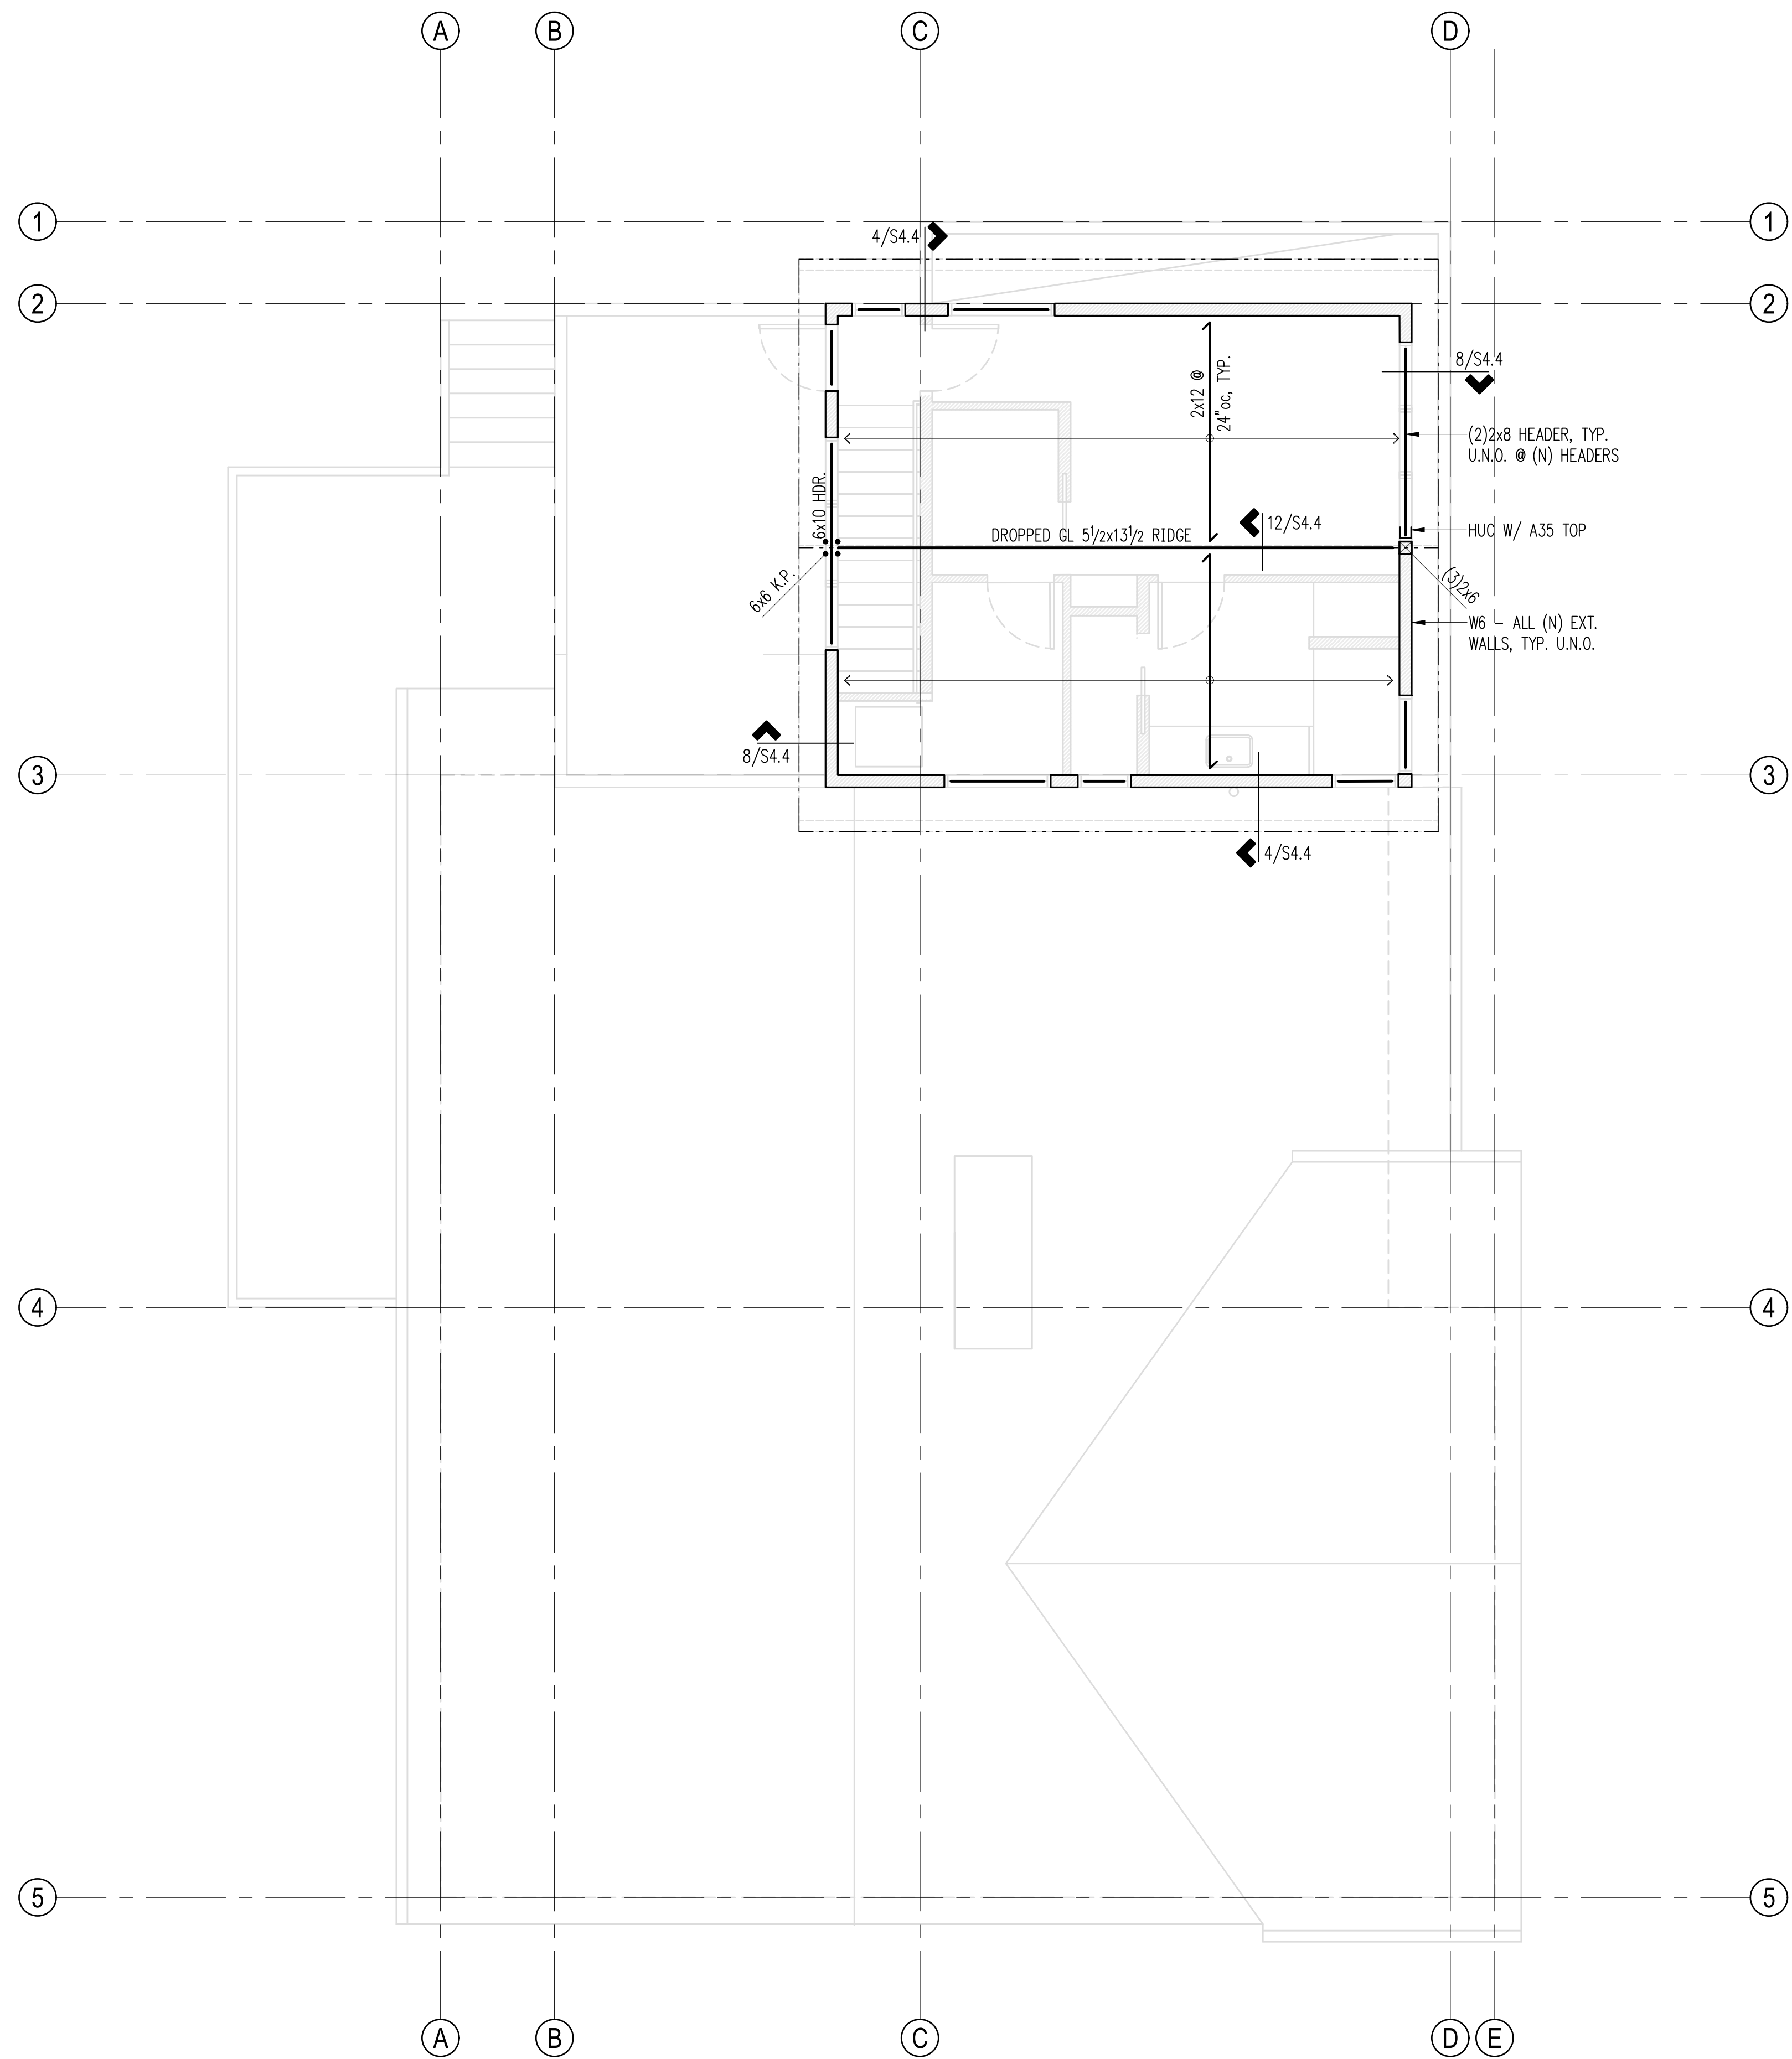 A
B
C
D
1
1
4/S4.4
2
2
8/S4.4
2x12 @
24"oc, TYP.
(2)2x8 HEADER, TYP.
U.N.O. @ (N) HEADERS
6x10 HDR.
12/S4.4
DROPPED GL 5½x13½ RIDGE
HUC W/ A35 TOP
6x6 K.P.
(3)2x6
W6 - ALL (N) EXT.
WALLS, TYP. U.N.O.
8/S4.4
3
3
4/S4.4
4
4
5
5
A
B
C
D
E